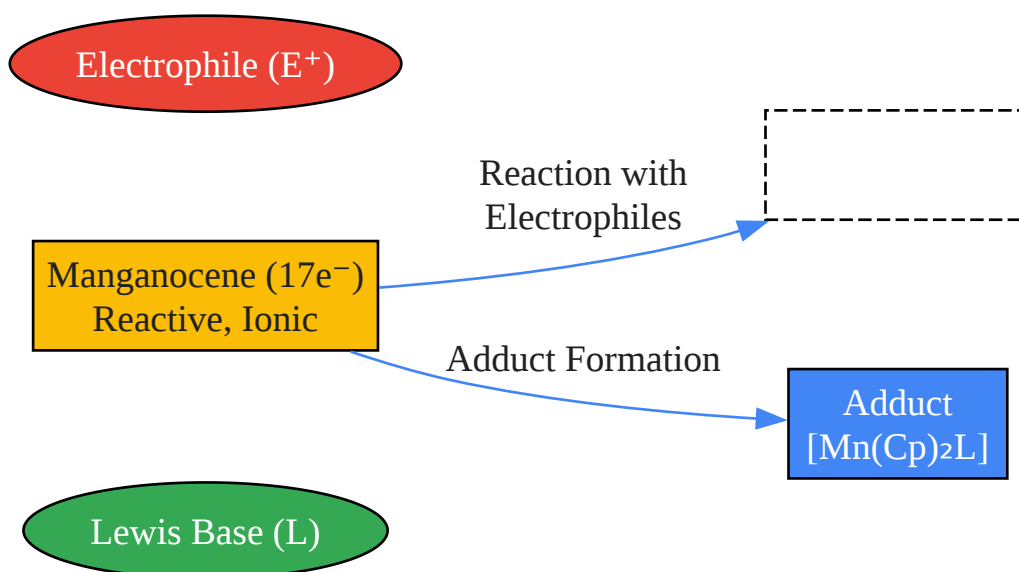 Electrophile (E⁺)
Reaction with
Electrophiles
Manganocene (17e⁻)
Reactive, Ionic
Adduct Formation
Adduct
[Mn(Cp)₂L]
Lewis Base (L)